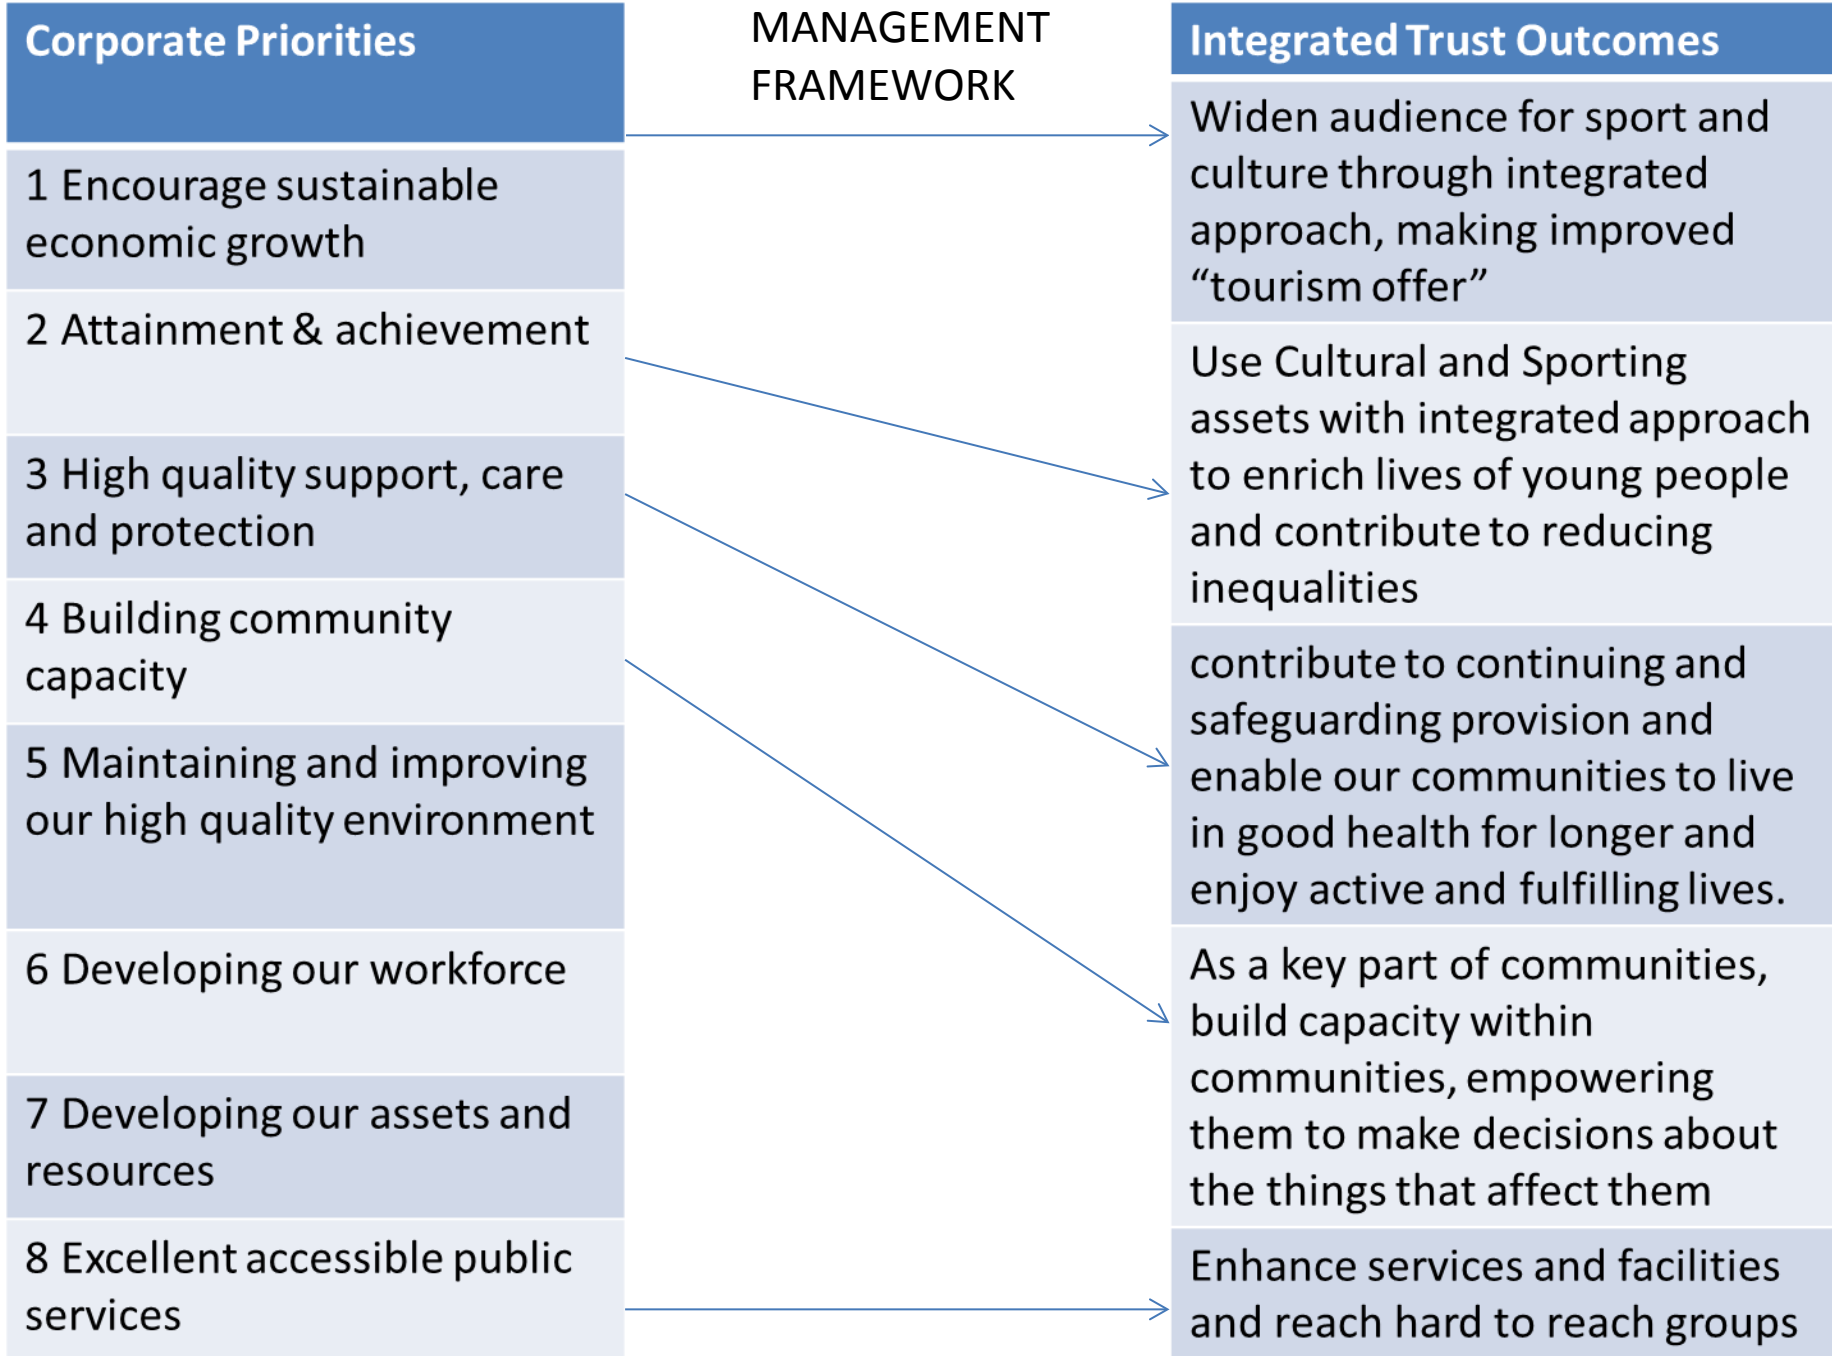 Corporate Priorities
1 Encourage sustainable
economic growth
2 Attainment & achievement
3 High quality support, care
and protection
4 Building community
capacity
5 Maintaining and improving
our high quality environment
6 Developing our workforce
7 Developing our assets and
resources
8 Excellent accessible public
services
MANAGEMENT
FRAMEWORK
Integrated Trust Outcomes
Widen audience for sport and
culture through integrated
approach, making improved
“tourism offer”
Use Cultural and Sporting
assets with integrated approach
to enrich lives of young people
and contribute to reducing
inequalities
contribute to continuing and
safeguarding provision and
enable our communities to live
in good health for longer and
enjoy active and fulfilling lives.
As a key part of communities,
build capacity within
communities, empowering
them to make decisions about
the things that affect them
Enhance services and facilities
and reach hard to reach groups